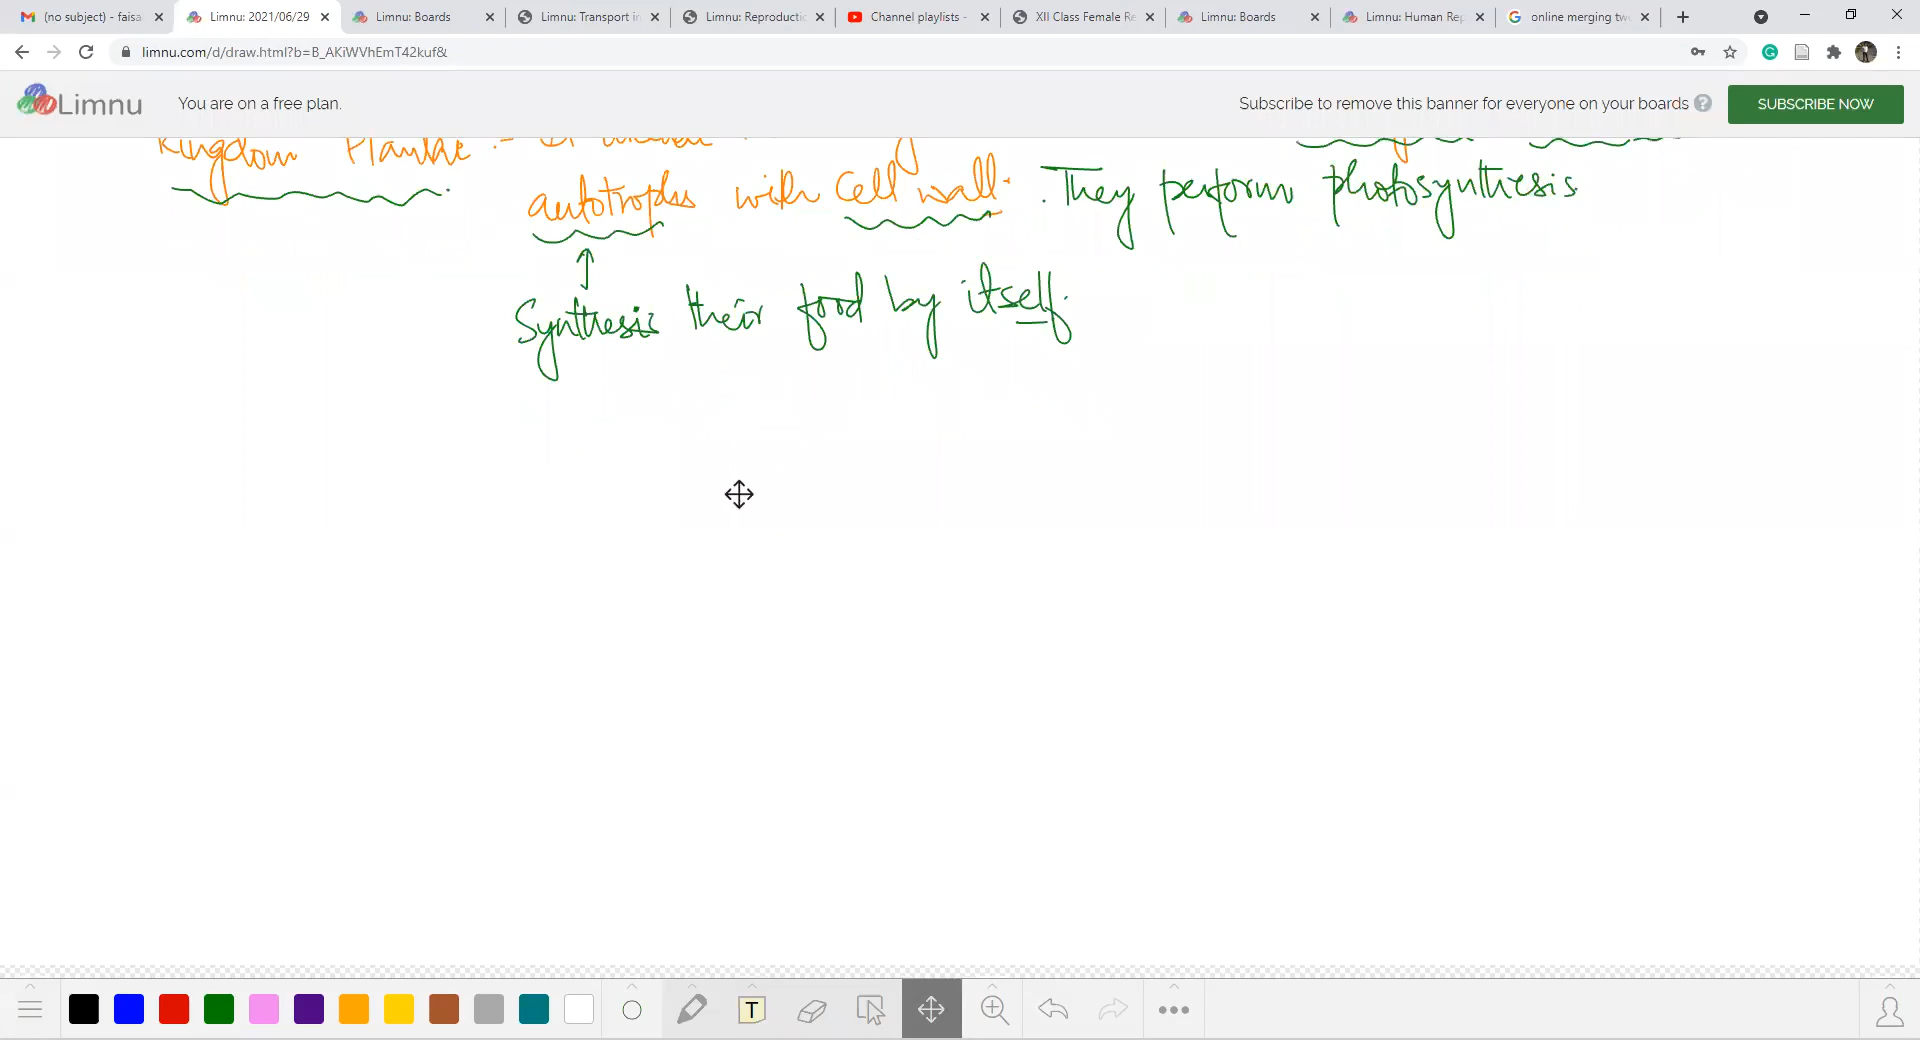 (no subject) - faisa
Limnu: 2021/06/29
Limnu: Boards
Limnu: Transport in
Limnu: Reproductio
Channel playlists -
XII Class Female Re
Limnu: Boards
Limnu: Human Rep
online merging tw
limnu.com/d/draw.html?b=B_AKiWVhEmT42kuf&
Limnu
You are on a free plan.
Subscribe to remove this banner for everyone on your boards ?
SUBSCRIBE NOW
Kingdom Plantae :-
autotrophs with cell wall. They perform photosynthesis
Synthesis their food by itself.
T